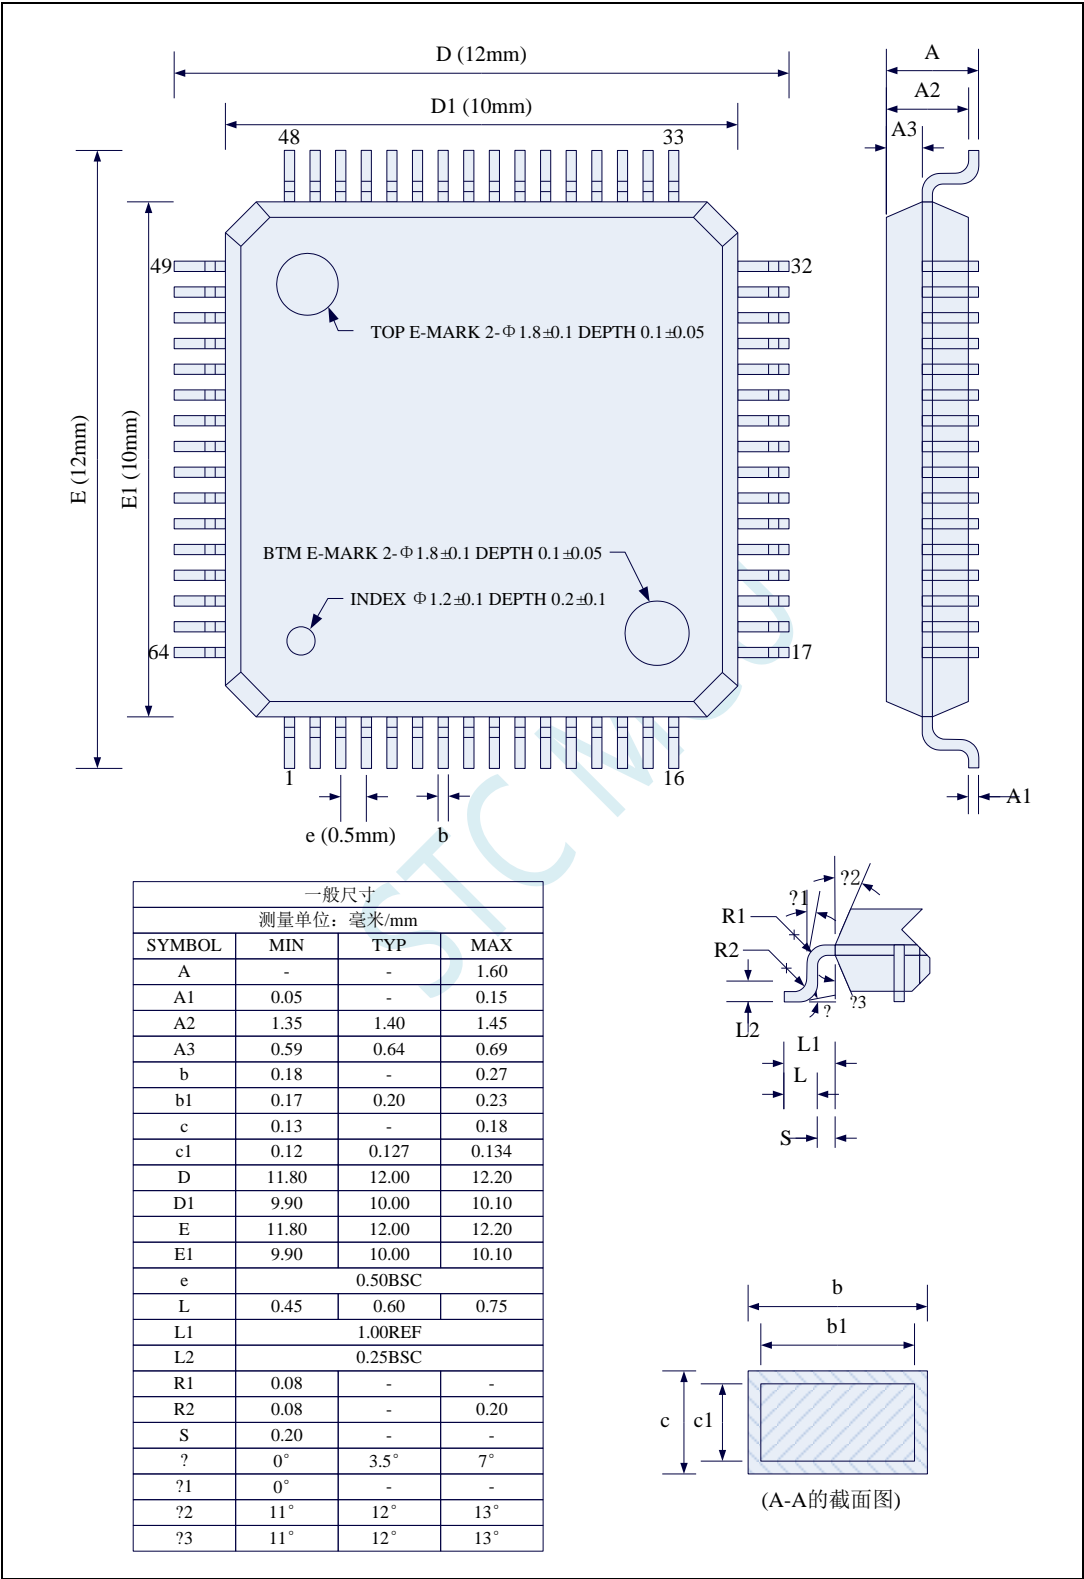 D (12mm)
D1 (10mm)
48
33
49
32
TOP E-MARK 2-Φ1.8±0.1 DEPTH 0.1±0.05
E (12mm)
E1 (10mm)
BTM E-MARK 2-Φ1.8±0.1 DEPTH 0.1±0.05
INDEX Φ1.2±0.1 DEPTH 0.2±0.1
64
17
1
16
e (0.5mm)
b
A
A2
A3
A1
STC MCU
一般尺寸
测量单位：毫米/mm
SYMBOL MIN TYP MAX
A - - 1.60
A1 0.05 - 0.15
A2 1.35 1.40 1.45
A3 0.59 0.64 0.69
b 0.18 - 0.27
b1 0.17 0.20 0.23
c 0.13 - 0.18
c1 0.12 0.127 0.134
D 11.80 12.00 12.20
D1 9.90 10.00 10.10
E 11.80 12.00 12.20
E1 9.90 10.00 10.10
e 0.50BSC
L 0.45 0.60 0.75
L1 1.00REF
L2 0.25BSC
R1 0.08 - -
R2 0.08 - 0.20
S 0.20 - -
? 0° 3.5° 7°
?1 0° - -
?2 11° 12° 13°
?3 11° 12° 13°
?2
?1
R1
R2
?3
?
L2
L1
L
S
b
b1
c
c1
(A-A的截面图)